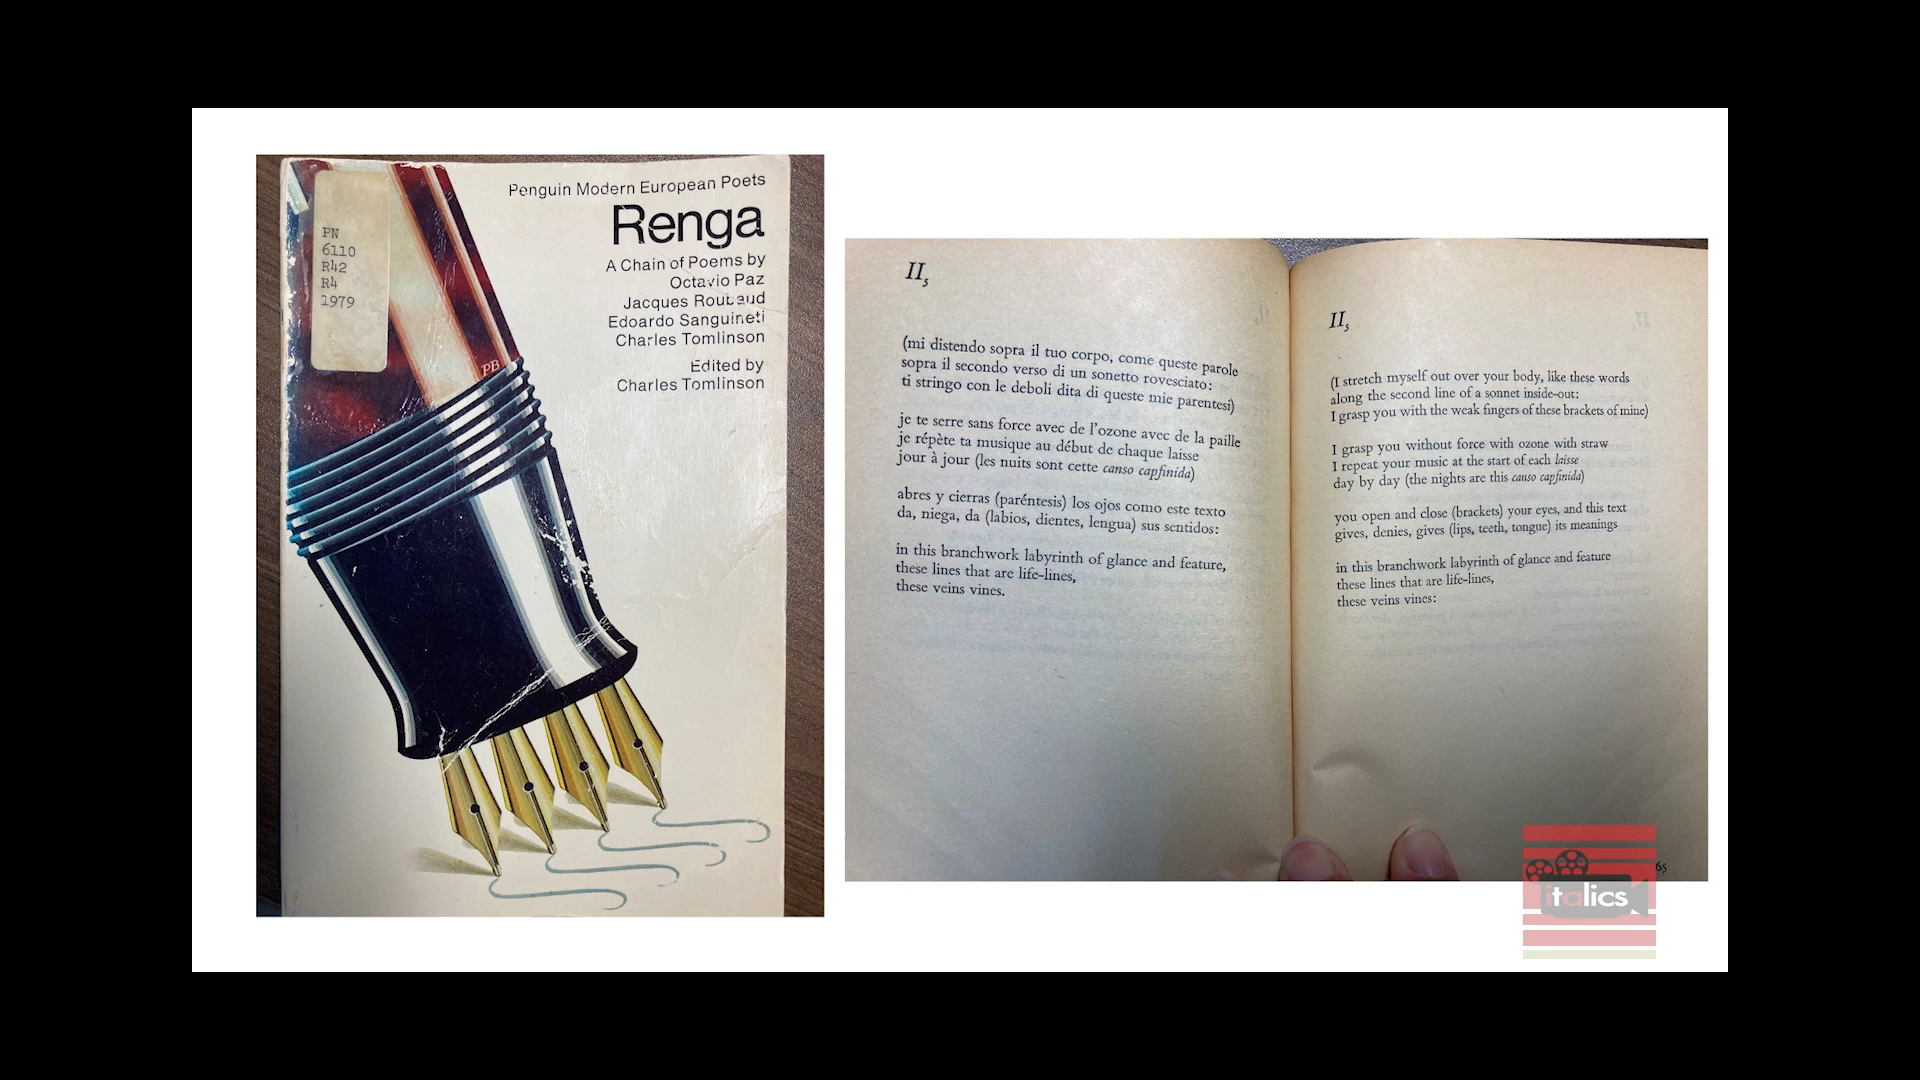 PN
6110
R42
R4
1979
Penguin Modern European Poets
Renga
A Chain of Poems by
Octavio Paz
Jacques Roubaud
Edoardo Sanguineti
Charles Tomlinson
Edited by
Charles Tomlinson
PB
II5
(mi distendo sopra il tuo corpo, come queste parole
sopra il secondo verso di un sonetto rovesciato:
ti stringo con le deboli dita di queste mie parentesi)
je te serre sans force avec de l'ozone avec de la paille
je répète ta musique au début de chaque laisse
jour à jour (les nuits sont cette canso capfinida)
abres y cierras (paréntesis) los ojos como este texto
da, niega, da (labios, dientes, lengua) sus sentidos:
in this branchwork labyrinth of glance and feature,
these lines that are life-lines,
these veins vines.
II5
(I stretch myself out over your body, like these words
along the second line of a sonnet inside-out:
I grasp you with the weak fingers of these brackets of mine)
I grasp you without force with ozone with straw
I repeat your music at the start of each laisse
day by day (the nights are this canso capfinida)
you open and close (brackets) your eyes, and this text
gives, denies, gives (lips, teeth, tongue) its meanings
in this branchwork labyrinth of glance and feature
these lines that are life-lines,
these veins vines:
65
italics